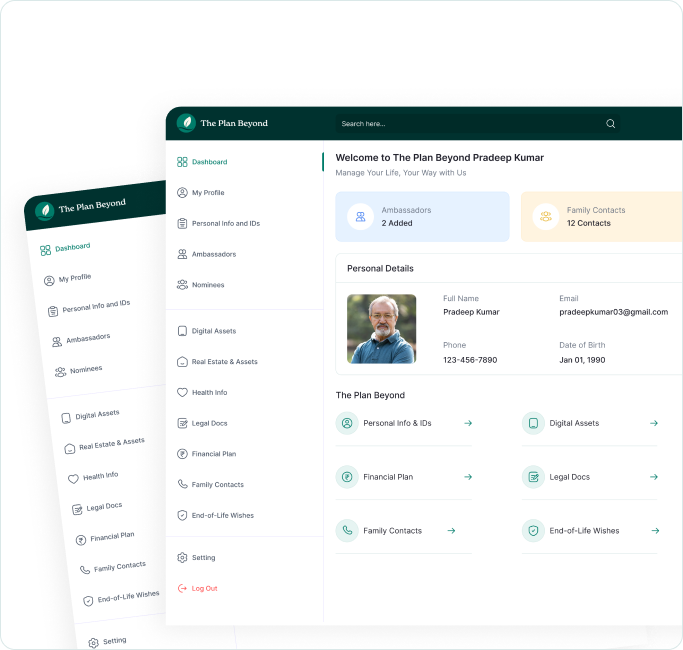 The Plan Beyond
Search here...
Dashboard
My Profile
Personal Info and IDs
Ambassadors
Nominees
Digital Assets
Real Estate & Assets
Health Info
Legal Docs
Financial Plan
Family Contacts
End-of-Life Wishes
Setting
Log Out
Welcome to The Plan Beyond Pradeep Kumar
Manage Your Life, Your Way with Us
Ambassadors
2 Added
Family Contacts
12 Contacts
Personal Details
Full Name
Pradeep Kumar
Email
pradeepkumar03@gmail.com
Phone
123-456-7890
Date of Birth
Jan 01, 1990
The Plan Beyond
Personal Info & IDs
Digital Assets
Financial Plan
Legal Docs
Family Contacts
End-of-Life Wishes
The Plan Beyond
Dashboard
My Profile
Personal Info and IDs
Ambassadors
Nominees
Digital Assets
Real Estate & Assets
Health Info
Legal Docs
Financial Plan
Family Contacts
End-of-Life Wishes
Setting